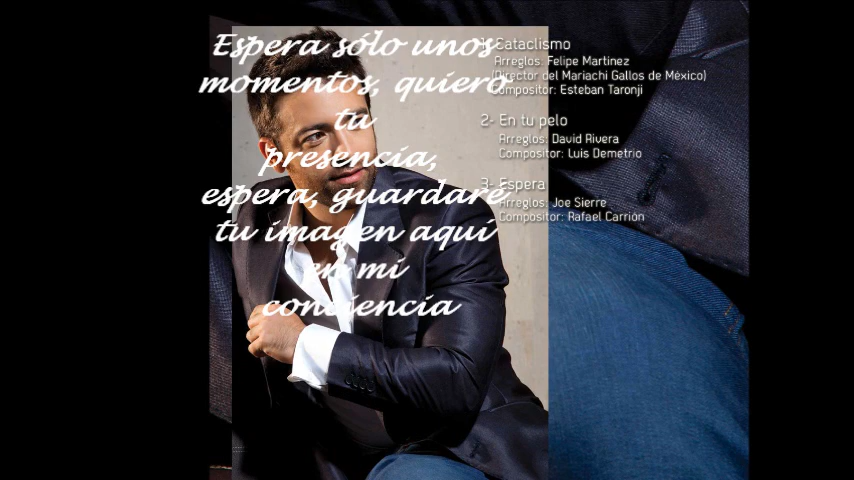 Espera sólo unos
momentos, quiero
tu
presencia,
espera, guardaré
tu imagen aquí
en mi
conciencia
1- Cataclismo
Arreglos: Felipe Martinez
(Director del Mariachi Gallos de México)
Compositor: Esteban Taronji
2- En tu pelo
Arreglos: David Rivera
Compositor: Luis Demetrio
3- Espera
Arreglos: Joe Sierre
Compositor: Rafael Carrión